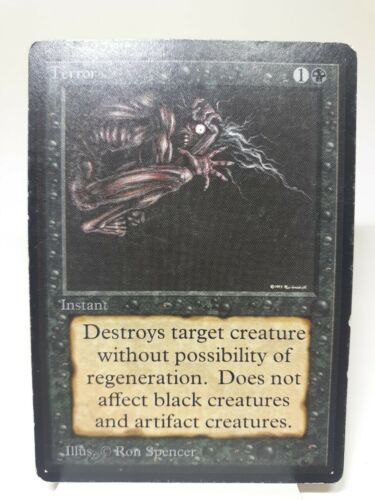 Terror 1
Instant
Destroys target creature
without possibility of
regeneration. Does not
affect black creatures
and artifact creatures.
Illus. © Ron Spencer